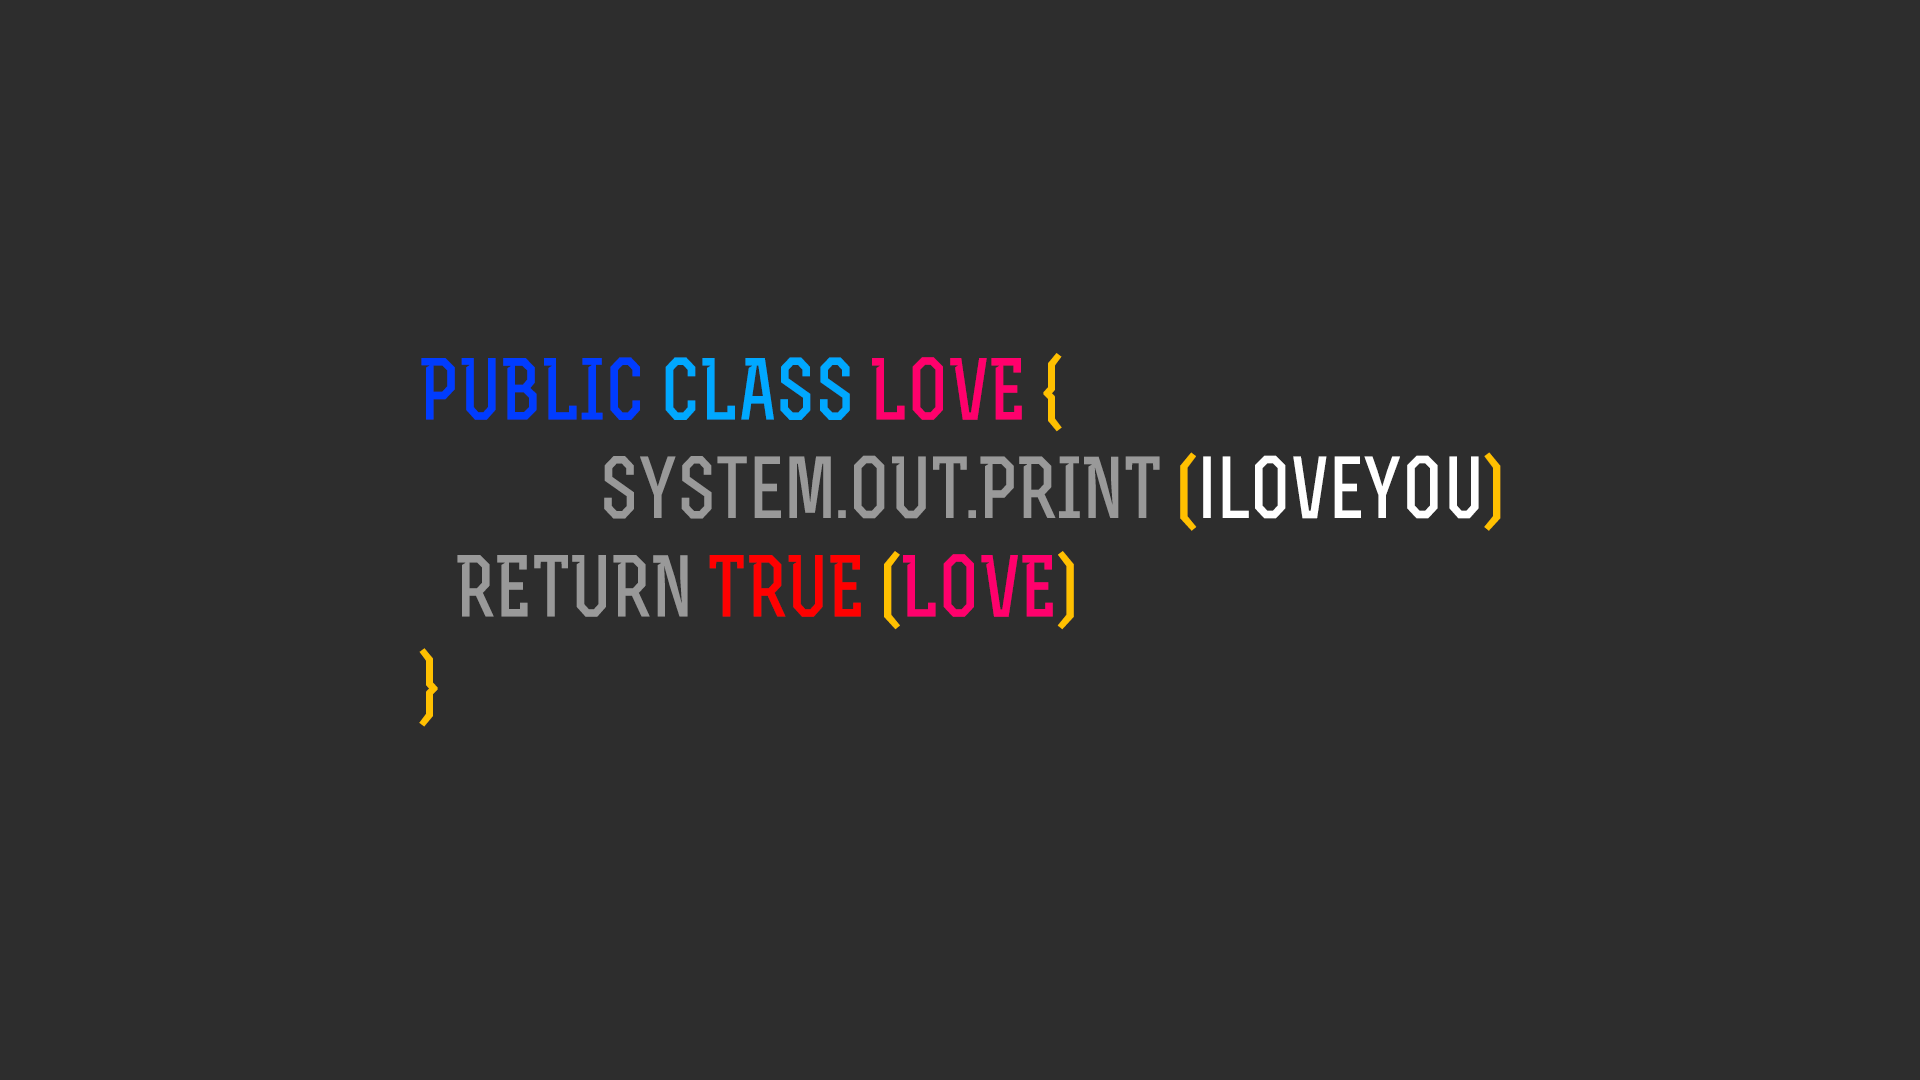 PUBLIC CLASS LOVE {
SYSTEM.OUT.PRINT (ILOVEYOU)
RETURN TRUE (LOVE)
}